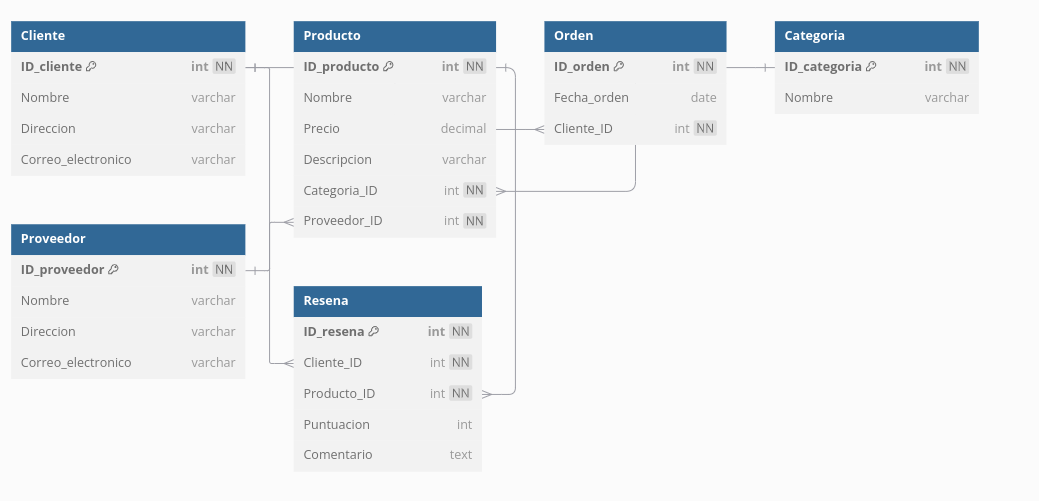 Cliente
ID_cliente int NN
Nombre varchar
Direccion varchar
Correo_electronico varchar
Producto
ID_producto int NN
Nombre varchar
Precio decimal
Descripcion varchar
Categoria_ID int NN
Proveedor_ID int NN
Orden
ID_orden int NN
Fecha_orden date
Cliente_ID int NN
Categoria
ID_categoria int NN
Nombre varchar
Proveedor
ID_proveedor int NN
Nombre varchar
Direccion varchar
Correo_electronico varchar
Resena
ID_resena int NN
Cliente_ID int NN
Producto_ID int NN
Puntuacion int
Comentario text